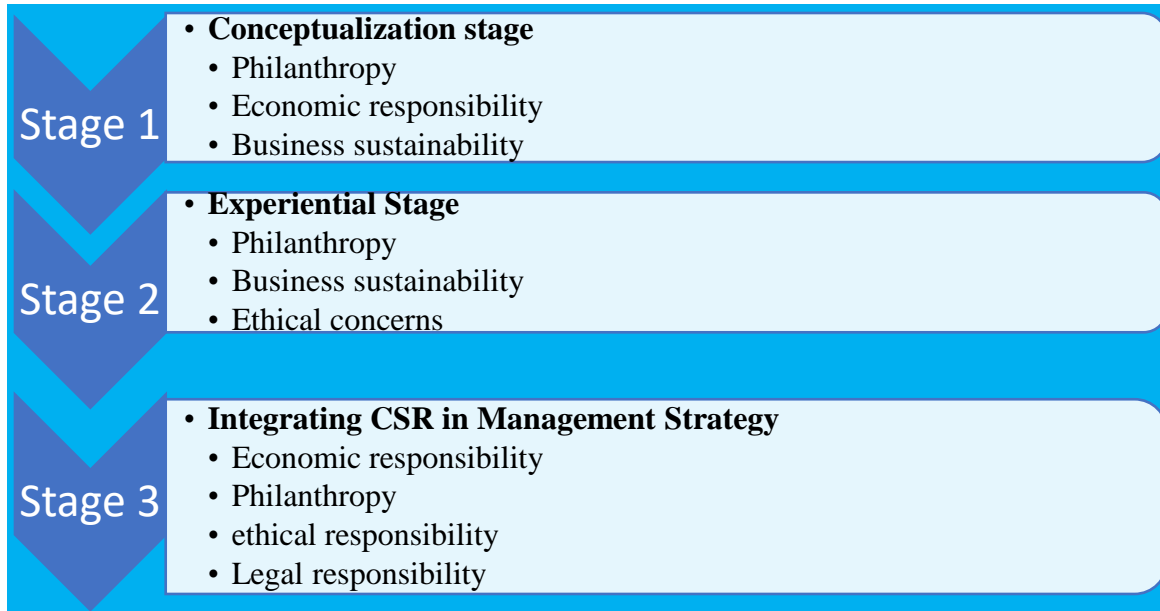 Stage 1
• Conceptualization stage
• Philanthropy
• Economic responsibility
• Business sustainability
Stage 2
• Experiential Stage
• Philanthropy
• Business sustainability
• Ethical concerns
Stage 3
• Integrating CSR in Management Strategy
• Economic responsibility
• Philanthropy
• ethical responsibility
• Legal responsibility